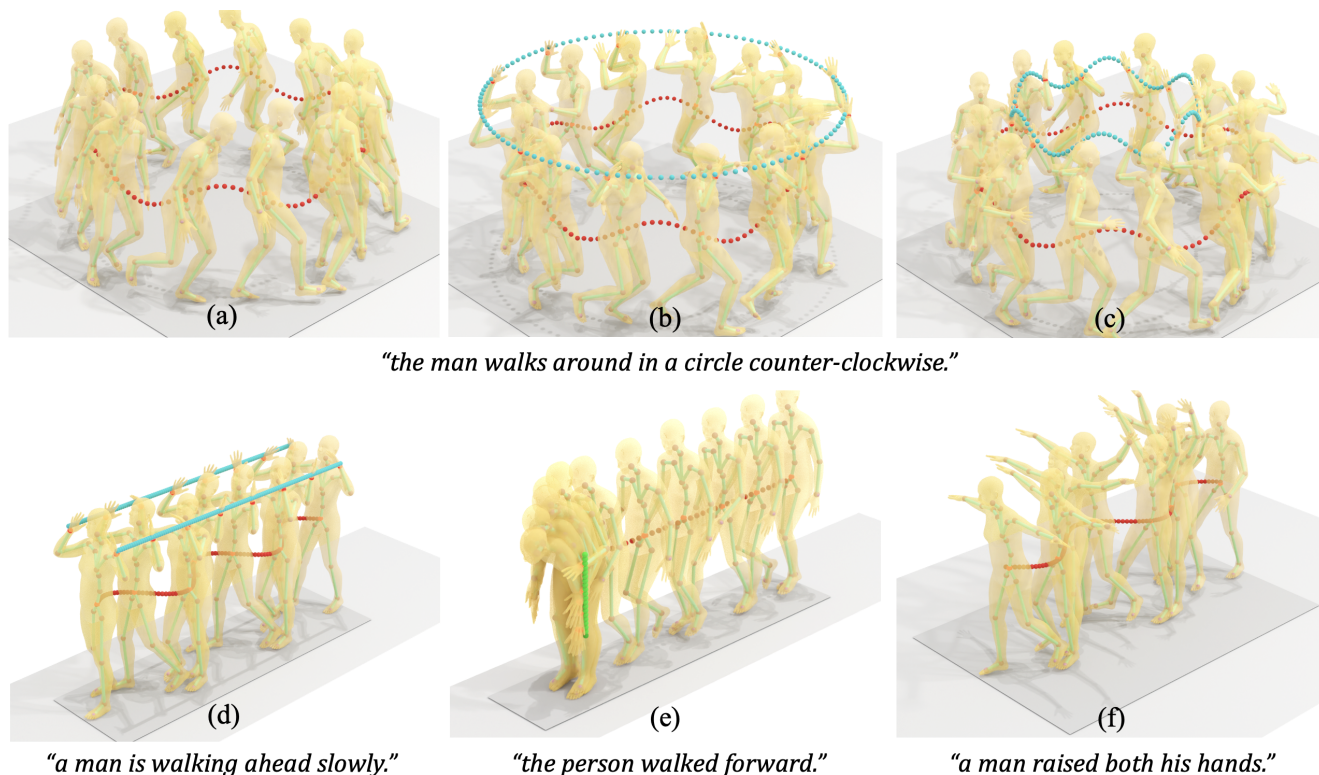 (a)
(b)
(c)
“the man walks around in a circle counter-clockwise.”
(d)
(e)
(f)
“a man is walking ahead slowly.”
“the person walked forward.”
“a man raised both his hands.”